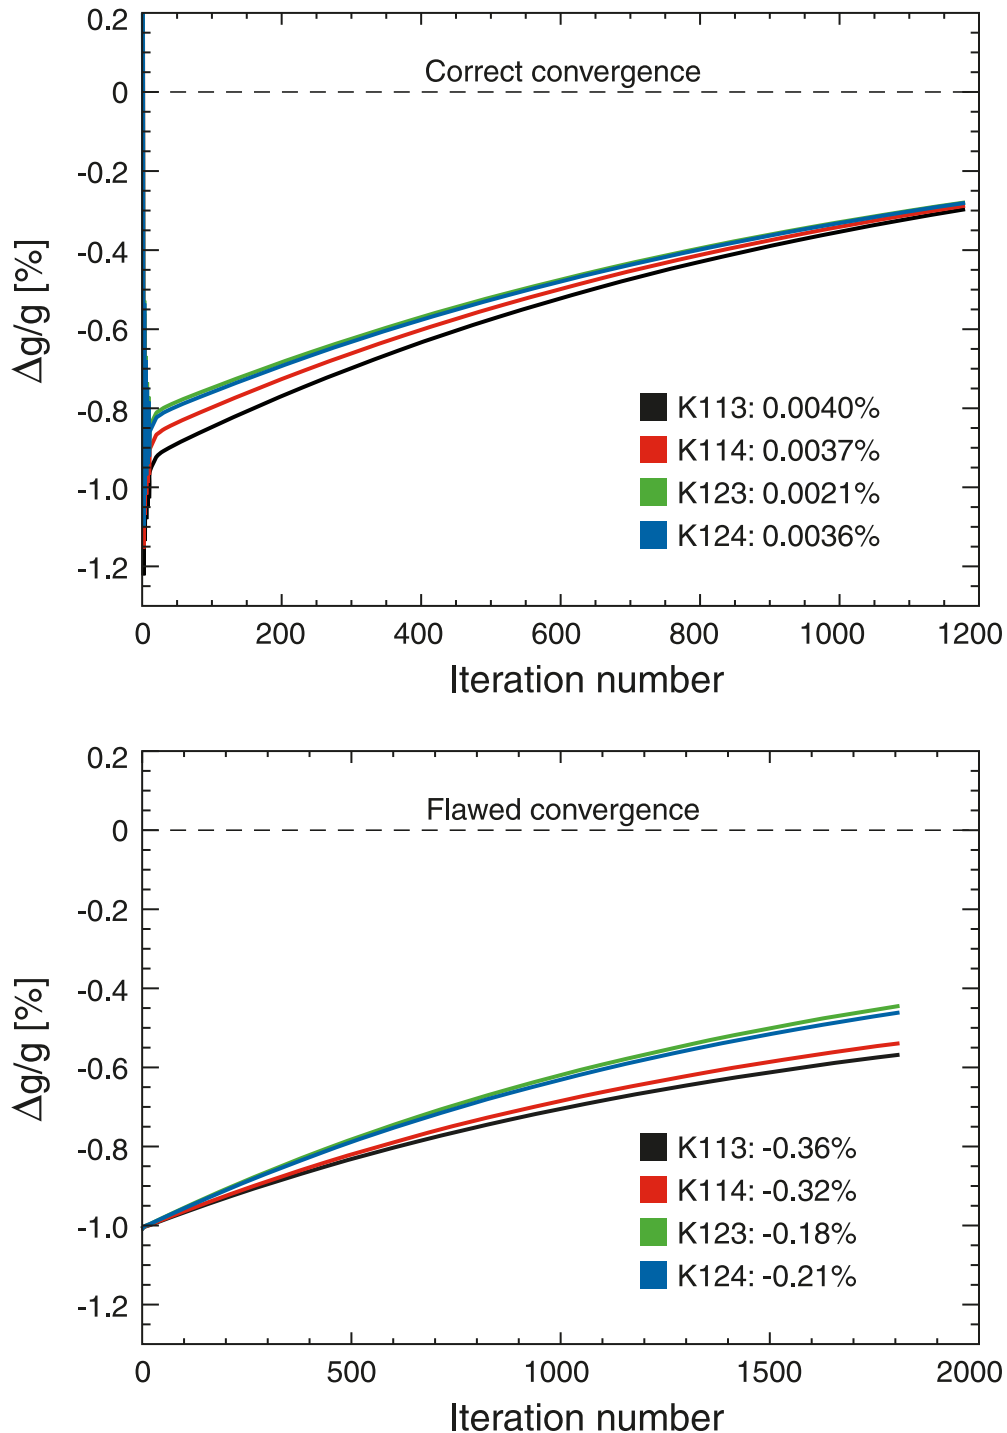 0.2
Correct convergence
0
-0.2
-0.4
-0.6
-0.8
-1.0
-1.2
Δg/g [%]
K113: 0.0040%
K114: 0.0037%
K123: 0.0021%
K124: 0.0036%
0 200 400 600 800 1000 1200
Iteration number
0.2
Flawed convergence
0
-0.2
-0.4
-0.6
-0.8
-1.0
-1.2
Δg/g [%]
K113: -0.36%
K114: -0.32%
K123: -0.18%
K124: -0.21%
0 500 1000 1500 2000
Iteration number